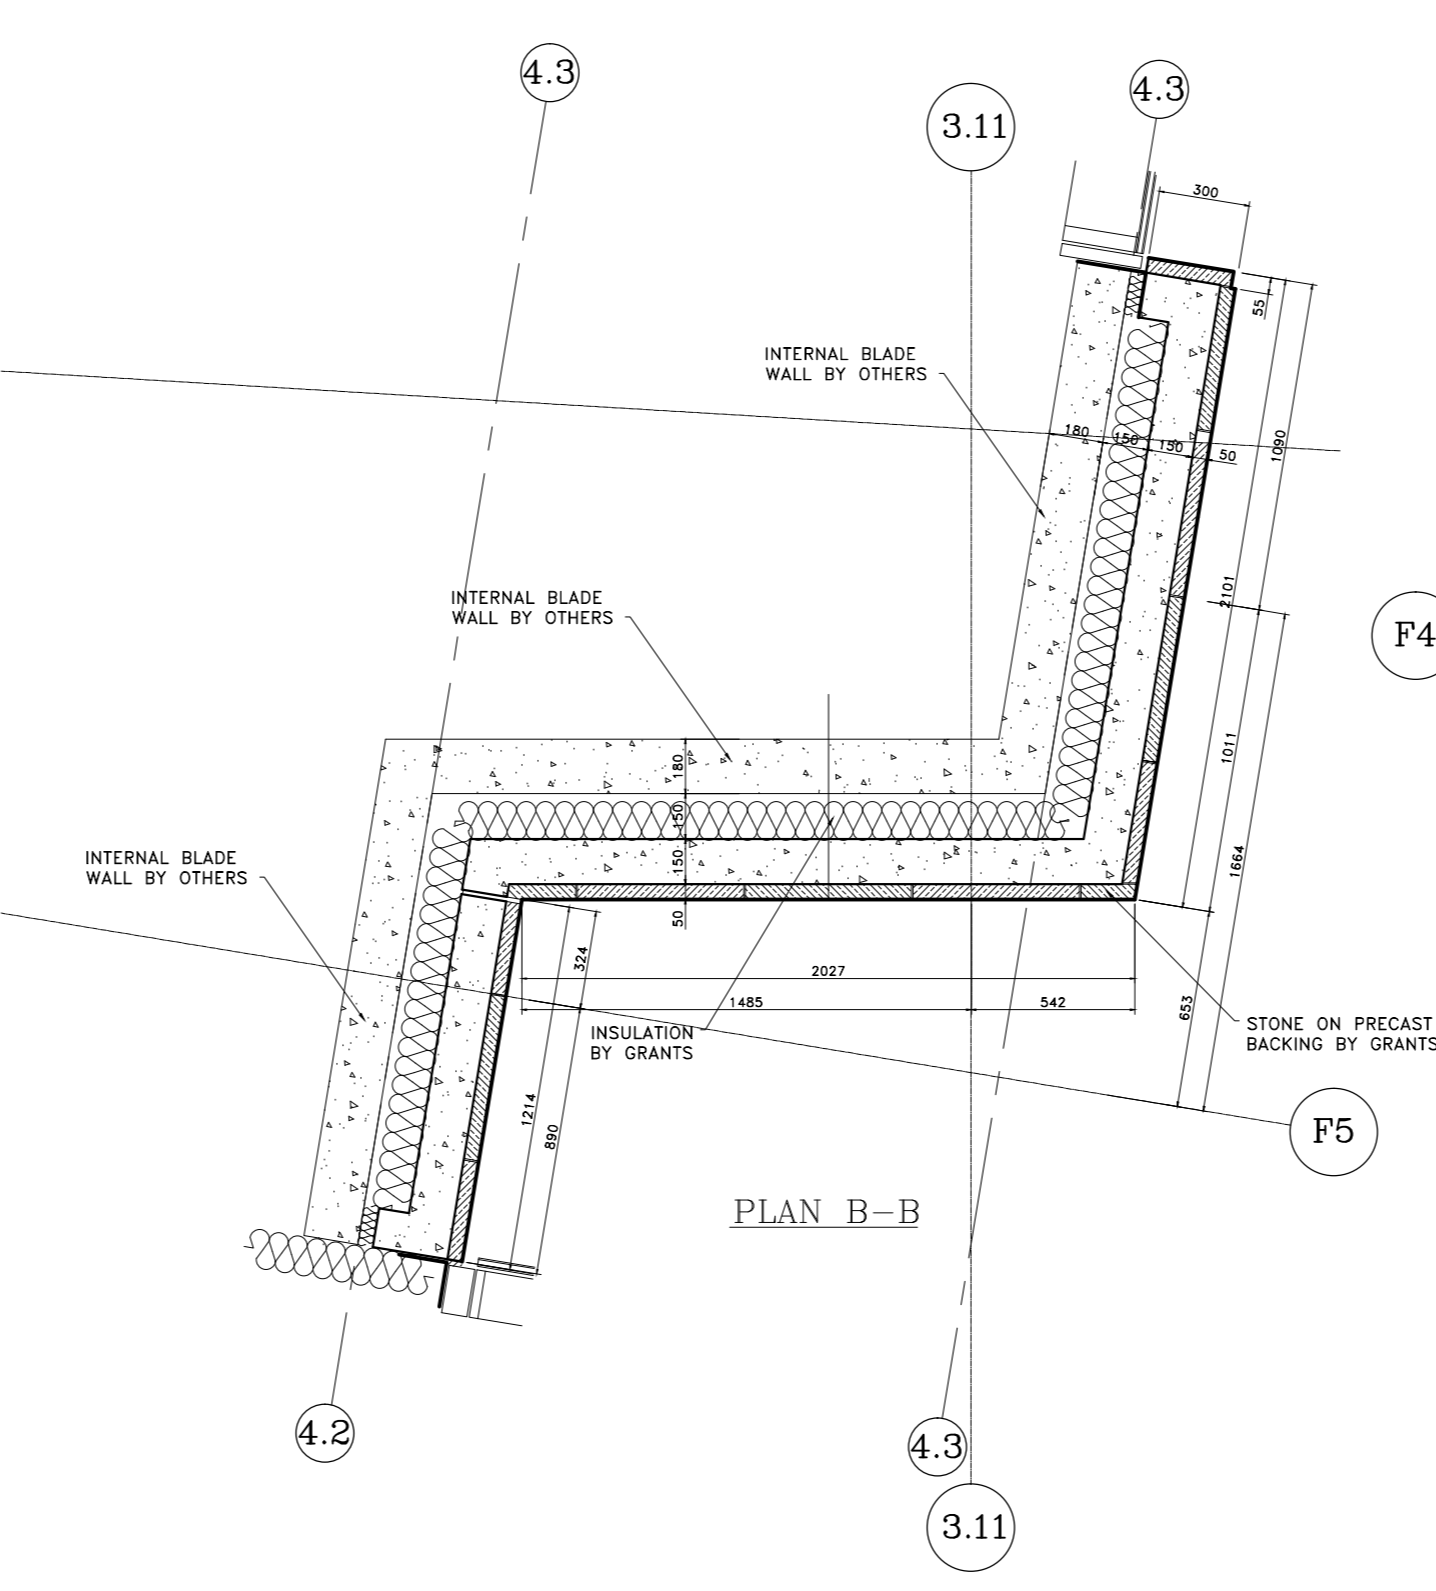 4.3
3.11
4.3
300
55
INTERNAL BLADE
WALL BY OTHERS
180
150
150
50
1090
2101
F4
INTERNAL BLADE
WALL BY OTHERS
180
150
150
50
1011
1664
INTERNAL BLADE
WALL BY OTHERS
324
2027
1485
542
653
INSULATION
BY GRANTS
STONE ON PRECAST
BACKING BY GRANTS
1214
890
F5
PLAN B-B
4.2
4.3
3.11